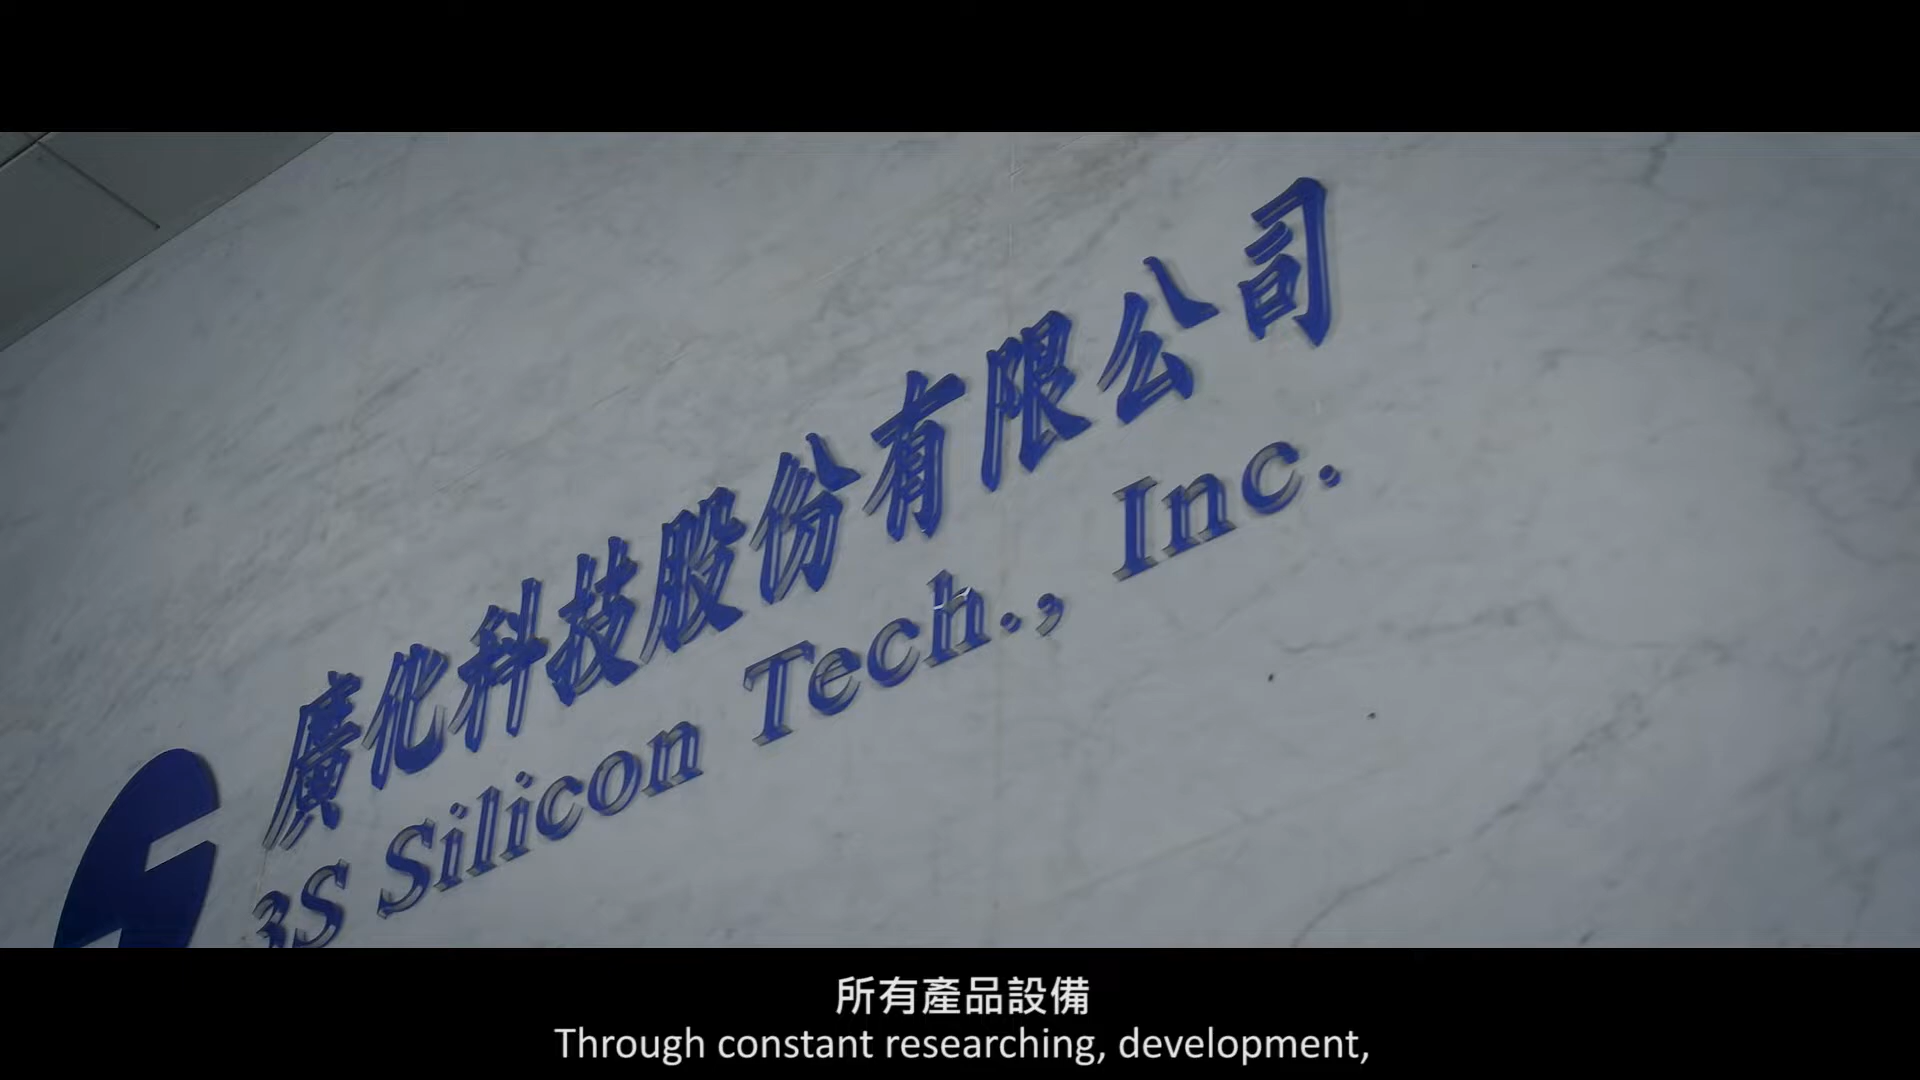 廣化科技股份有限公司
3S Silicon Tech., Inc.
所有產品設備
Through constant researching, development,